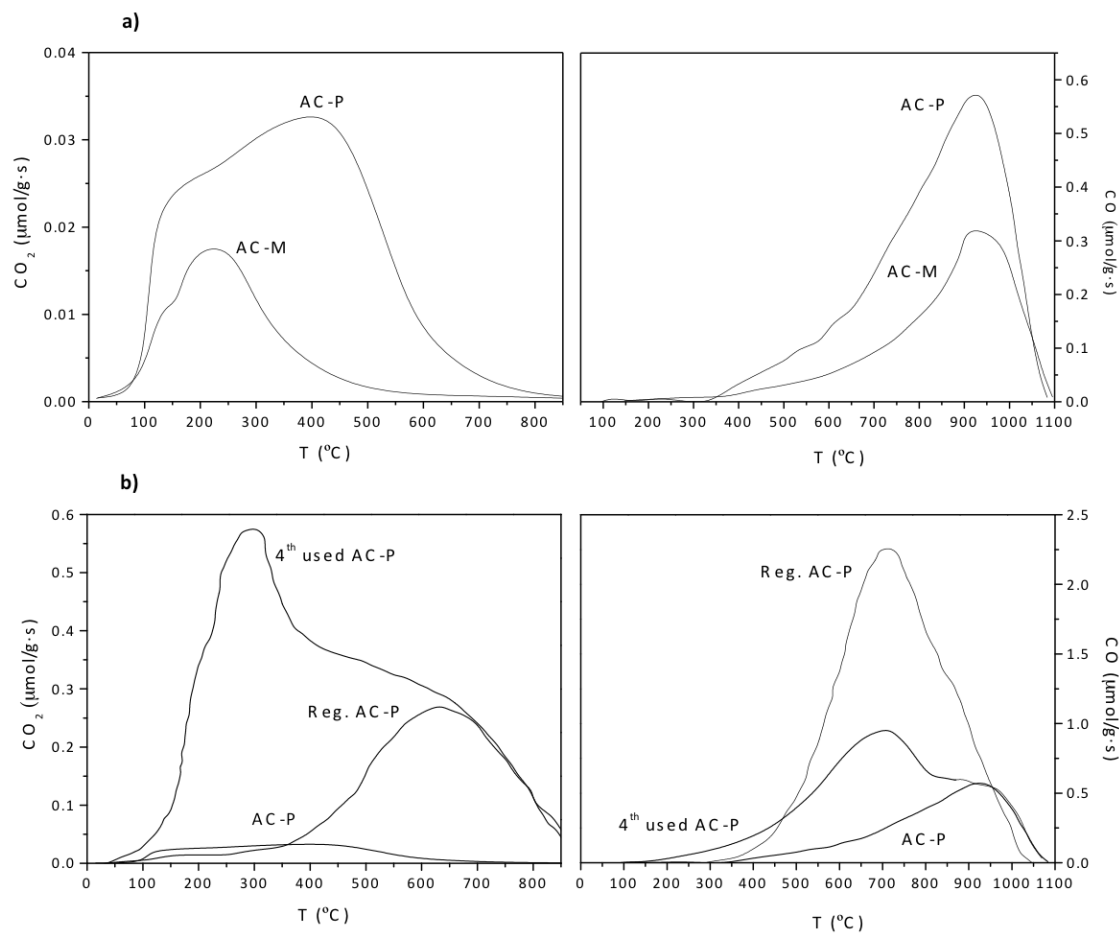 a)
0.04
0.03
0.02
0.01
0.00
CO₂ (μmol/g·s)
AC-P
AC-M
0 100 200 300 400 500 600 700 800
T (°C)
AC-P
AC-M
0.6
0.5
0.4
0.3
0.2
0.1
0.0
CO (μmol/g·s)
100 200 300 400 500 600 700 800 900 1000 1100
T (°C)
b)
0.6
0.5
0.4
0.3
0.2
0.1
0.0
CO₂ (μmol/g·s)
4th used AC-P
Reg. AC-P
AC-P
0 100 200 300 400 500 600 700 800
T (°C)
Reg. AC-P
4th used AC-P
AC-P
2.5
2.0
1.5
1.0
0.5
0.0
CO (μmol/g·s)
0 100 200 300 400 500 600 700 800 900 1000 1100
T (°C)